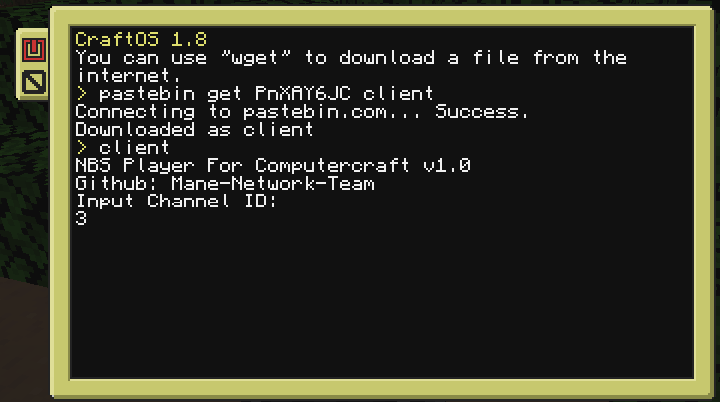 CraftOS 1.8
You can use "wget" to download a file from the
internet.
> pastebin get PnXAY6JC client
Connecting to pastebin.com... Success.
Downloaded as client
> client
NBS Player For Computercraft v1.0
Github: Mane-Network-Team
Input Channel ID:
3